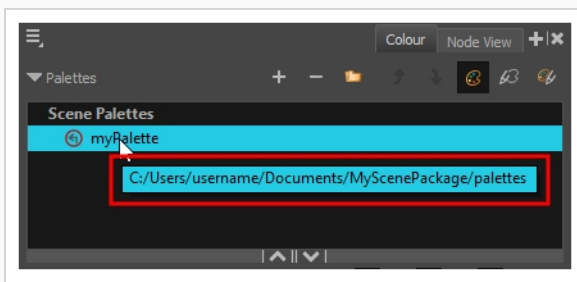 Colour
Node View
Palettes
Scene Palettes
myPalette
C:/Users/username/Documents/MyScenePackage/palettes